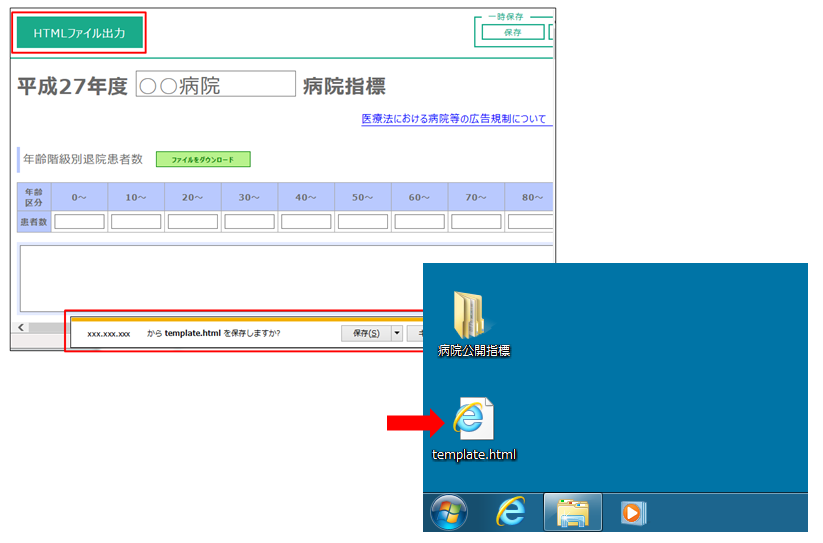 HTMLファイル出力
一時保存
保存
平成27年度 ○○病院 病院指標
医療法における病院等の広告規制について
年齢階級別退院患者数 ファイルをダウンロード
年齢区分 0～ 10～ 20～ 30～ 40～ 50～ 60～ 70～ 80～
患者数
xxx.xxx.xxx から template.html を保存しますか?
保存(S)
病院公開指標
template.html